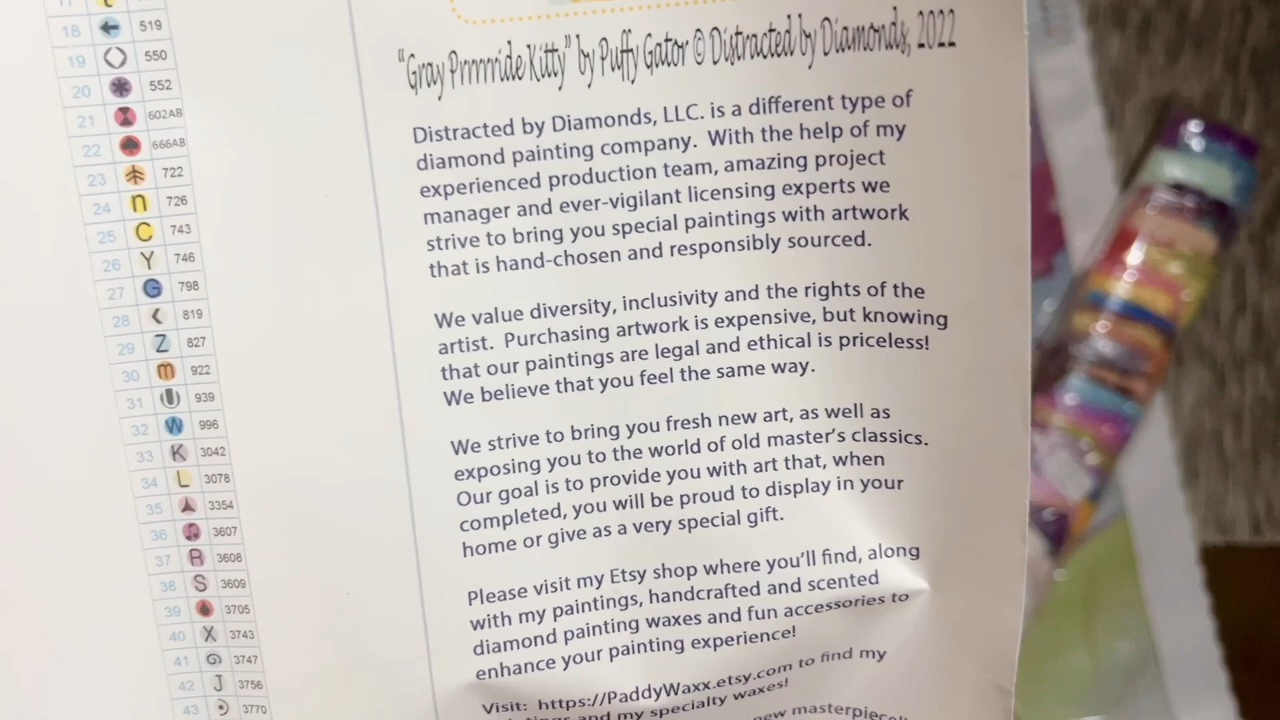 18 519
19 550
20 552
21 602AB
22 666AB
23 722
24 n 726
25 C 743
26 Y 746
27 G 798
28 819
29 Z 827
30 m 922
31 939
32 W 996
33 K 3042
34 L 3078
35 3354
36 3607
37 R 3608
38 S 3609
39 3705
40 X 3743
41 3747
42 J 3756
43 3770
"Gray Prrrrride Kitty" by Puffy Gator © Distracted by Diamonds, 2022
Distracted by Diamonds, LLC. is a different type of
diamond painting company. With the help of my
experienced production team, amazing project
manager and ever-vigilant licensing experts we
strive to bring you special paintings with artwork
that is hand-chosen and responsibly sourced.
We value diversity, inclusivity and the rights of the
artist. Purchasing artwork is expensive, but knowing
that our paintings are legal and ethical is priceless!
We believe that you feel the same way.
We strive to bring you fresh new art, as well as
exposing you to the world of old master's classics.
Our goal is to provide you with art that, when
completed, you will be proud to display in your
home or give as a very special gift.
Please visit my Etsy shop where you'll find, along
with my paintings, handcrafted and scented
diamond painting waxes and fun accessories to
enhance your painting experience!
Visit: https://PaddyWaxx.etsy.com to find my
and my specialty waxes!
new